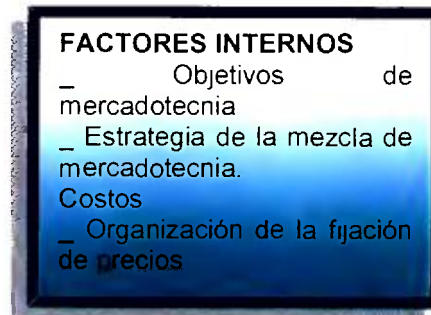 FACTORES INTERNOS
_ Objetivos de
mercadotecnia
_ Estrategia de la mezcla de
mercadotecnia.
Costos
_ Organización de la fijación
de precios